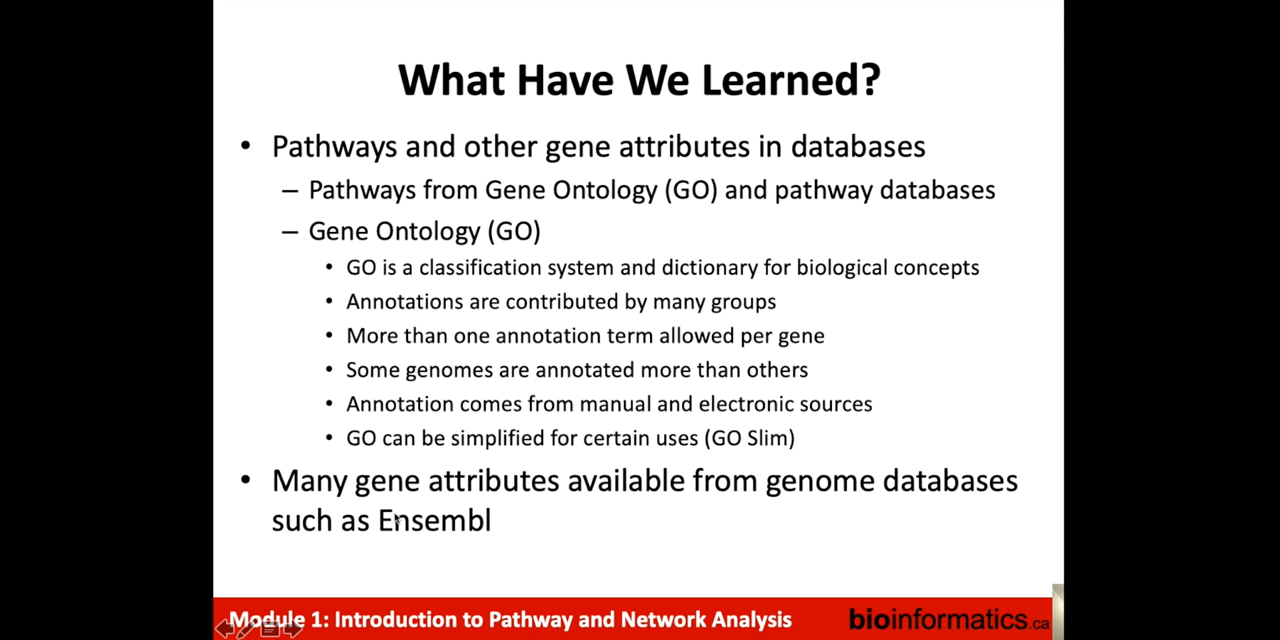 What Have We Learned?
• Pathways and other gene attributes in databases
– Pathways from Gene Ontology (GO) and pathway databases
– Gene Ontology (GO)
• GO is a classification system and dictionary for biological concepts
• Annotations are contributed by many groups
• More than one annotation term allowed per gene
• Some genomes are annotated more than others
• Annotation comes from manual and electronic sources
• GO can be simplified for certain uses (GO Slim)
• Many gene attributes available from genome databases
such as Ensembl
Module 1: Introduction to Pathway and Network Analysis
bioinformatics.ca